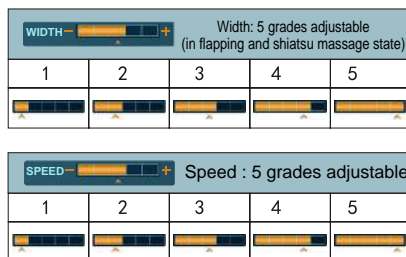 WIDTH − + Width: 5 grades adjustable
(in flapping and shiatsu massage state)
1 2 3 4 5
SPEED − + Speed : 5 grades adjustable
1 2 3 4 5